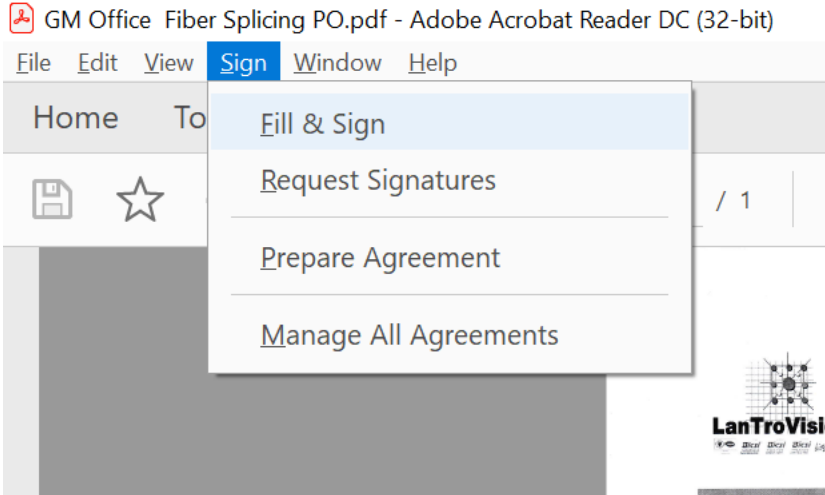 GM Office  Fiber Splicing PO.pdf - Adobe Acrobat Reader DC (32-bit)
File Edit View Sign Window Help
Home To
Fill & Sign
Request Signatures
/ 1
Prepare Agreement
Manage All Agreements
LanTroVisi